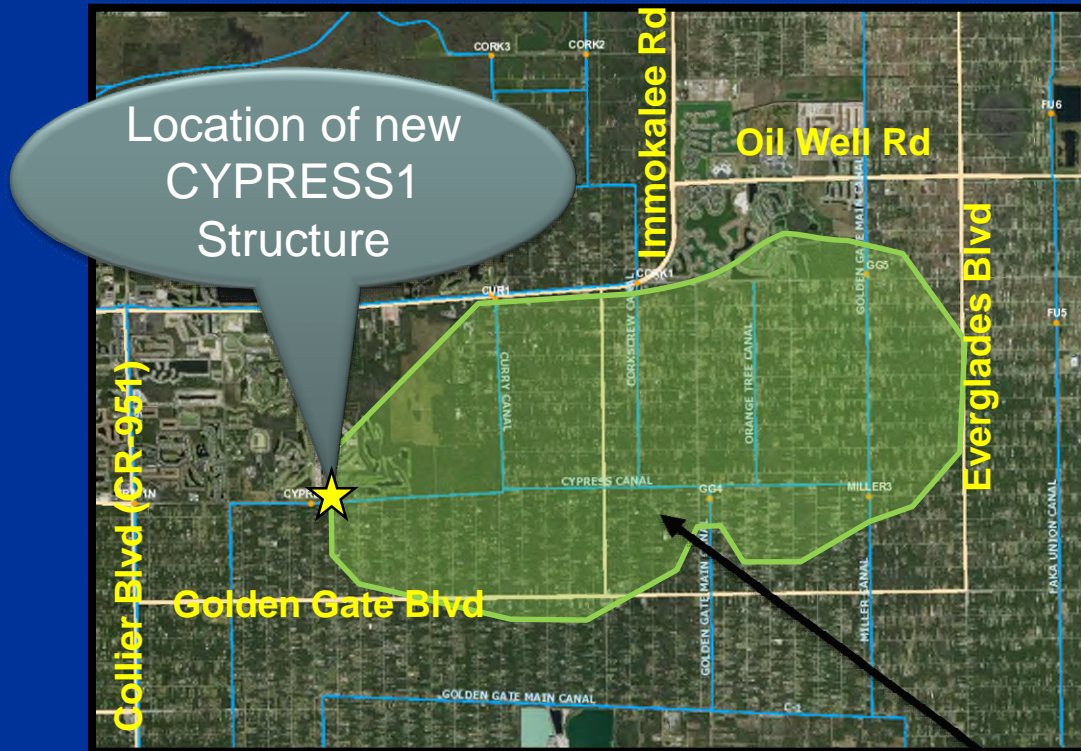 CORK3
CORK2
Immokalee Rd
FU6
Location of new
CYPRESS1
Structure
Oil Well Rd
GOLDEN GATE MAIN CANAL
Everglades Blvd
GG5
CORK1
CUR1
CORKSCREW CANAL
FU5
CURRY CANAL
ORANGE TREE CANAL
Collier Blvd (CR-951)
CYPRESS CANAL
GG4
MILLER3
Golden Gate Blvd
GOLDEN GATE MAIN CANAL
MILLER CANAL
FAKA UNION CANAL
GOLDEN GATE MAIN CANAL
C-1